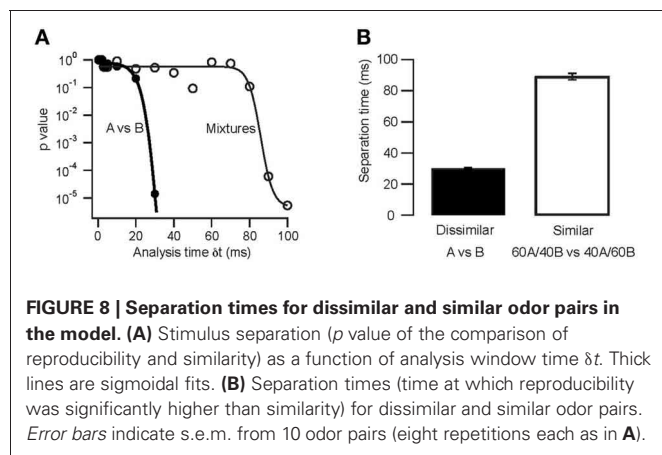 A
B
10⁰
10⁻¹
10⁻²
10⁻³
10⁻⁴
10⁻⁵
p value
A vs B
Mixtures
0 20 40 60 80 100
Analysis time δt (ms)
100
80
60
40
20
0
Separation time (ms)
Dissimilar Similar
A vs B 60A/40B vs 40A/60B
FIGURE 8 | Separation times for dissimilar and similar odor pairs in
the model. (A) Stimulus separation (p value of the comparison of
reproducibility and similarity) as a function of analysis window time δt. Thick
lines are sigmoidal fits. (B) Separation times (time at which reproducibility
was significantly higher than similarity) for dissimilar and similar odor pairs.
Error bars indicate s.e.m. from 10 odor pairs (eight repetitions each as in A).